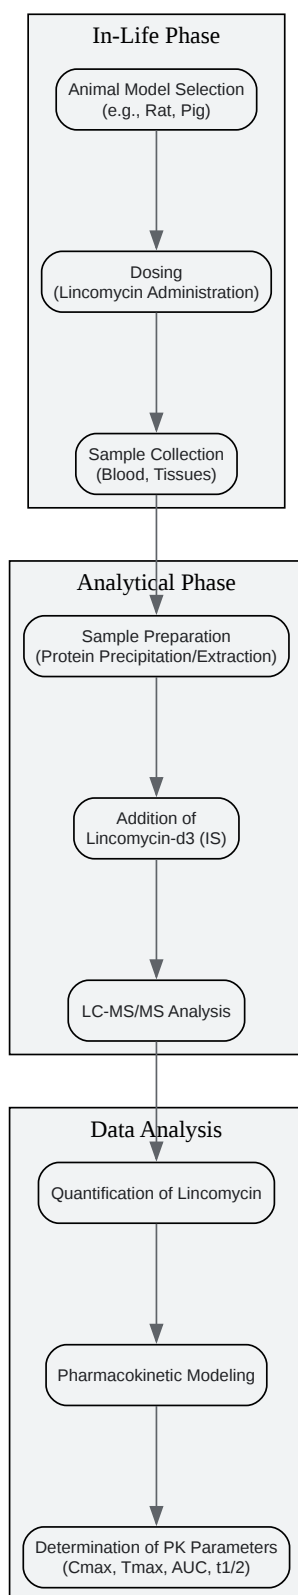 In-Life Phase
Animal Model Selection
(e.g., Rat, Pig)
Dosing
(Lincomycin Administration)
Sample Collection
(Blood, Tissues)
Analytical Phase
Sample Preparation
(Protein Precipitation/Extraction)
Addition of
Lincomycin-d3 (IS)
LC-MS/MS Analysis
Data Analysis
Quantification of Lincomycin
Pharmacokinetic Modeling
Determination of PK Parameters
(Cmax, Tmax, AUC, t1/2)